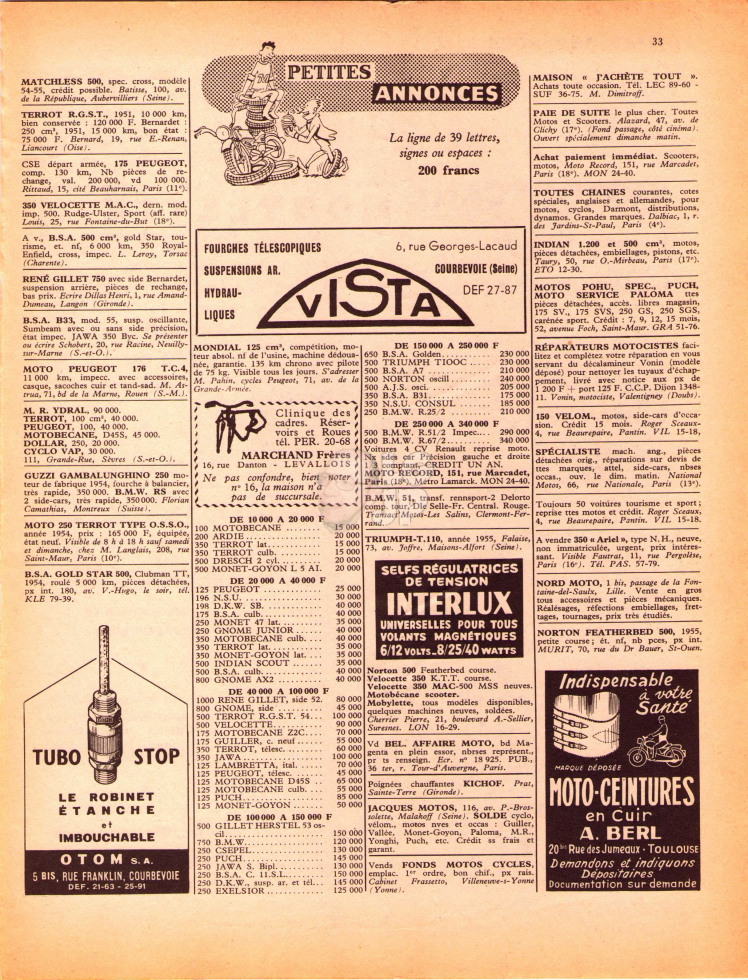 33
MATCHLESS 500, spec. cross, modèle
54-55, crédit possible. Batisse, 100, av.
de la République, Aubervilliers (Seine).
TERROT R.G.S.T., 1951, 10 000 km,
bien conservée : 120 000 F. Bernardet :
250 cm³, 1951, 15 000 km, bon état :
75 000 F. Bernard, 19, rue E.-Renan,
Liancourt (Oise).
CSE départ armée, 175 PEUGEOT,
comp. 130 km, Nb pièces de re-
change, val. 200 000, vd 100 000.
Rittaud, 15, cité Beauharnais, Paris (11e).
350 VELOCETTE M.A.C., dern. mod.
imp. 500. Rudge-Ulster, Sport (aff. rare)
Louis, 25, rue Fontaine-du-But (18e).
A v., B.S.A. 500 cm³, gold Star, tou-
risme, et. nf, 6 000 km, 350 Royal-
Enfield, cross, impec. L. Leroy, Torsac
(Charente).
RENÉ GILLET 750 avec side Bernardet,
suspension arrière, pièces de rechange,
bas prix. Ecrire Dillas Henri, 1, rue Amand-
Dumeau, Langon (Gironde).
B.S.A. B33, mod. 55, susp. oscillante,
Sumbeam avec ou sans side précision,
état impec. JAWA 350 Byc. Se présenter
ou écrire Schobert, 20, rue Racine, Neuilly-
sur-Marne (S.-et-O.).
MOTO PEUGEOT 176 T.C.4,
11 000 km, impecc. avec accessoires,
casque, sacoches cuir et tand-sad. M. As-
trua, 71, bd de la Marne, Rouen (S.-M.).
M. R. YDRAL, 90 000.
TERROT, 100 cm³, 40 000.
PEUGEOT, 100, 40 000.
MOTOBECANE, D45S, 45 000.
DOLLAR, 250, 20 000.
CYCLO VAP, 30 000.
111, Grande-Rue, Sèvres (S.-et-O.).
GUZZI GAMBALUNGHINO 250 mo-
teur de fabrique 1954, fourche à balancier,
très rapide, 350 000. B.M.W. RS avec
2 side-cars, très rapide, 350 000. Florian
Camathias, Montreux (Suisse).
MOTO 250 TERROT TYPE O.S.S.O.,
année 1954, prix : 165 000 F, équipée,
état neuf. Visible de 8 h à 18 h sauf samedi
et dimanche, chez M. Langlais, 208, rue
Saint-Maur, Paris (10e).
B.S.A. GOLD STAR 500, Clubman TT,
1954, roulé 5 000 km, pièces détachées,
px int. 180, av. V.-Hugo, le soir, tél.
KLE 79-39.
TUBO STOP
LE ROBINET
ÉTANCHE
et
IMBOUCHABLE
OTOM S.A.
5 BIS, RUE FRANKLIN, COURBEVOIE
DEF. 21-63 - 25-91
PETITES
ANNONCES
La ligne de 39 lettres,
signes ou espaces :
200 francs
FOURCHES TÉLESCOPIQUES
SUSPENSIONS AR.
HYDRAU-
LIQUES
VISTA
6, rue Georges-Lacaud
COURBEVOIE (Seine)
DEF 27-87
MONDIAL 125 cm³, compétition, mo-
teur absol. nf de l'usine, machine dédoua-
née, garantie. 135 km chrono avec pilote
de 75 kg. Visible tous les jours. S'adresser
M. Pahin, cycles Peugeot, 71, av. de la
Grande-Armée.
Clinique des
cadres. Réser-
voirs et Roues
tél. PER. 20-68
MARCHAND Frères
16, rue Danton - LEVALLOIS
Ne pas confondre, bien noter
n° 16, la maison n'a
pas de succursale.
DE 10 000 A 20 000 F
100 MOTOBECANE 15 000
200 ARDIE 20 000
350 TERROT lat. 15 000
350 TERROT culb. 15 000
500 DRESCH 2 cyl. 20 000
500 MONET-GOYON L 5 AI. 20 000
DE 20 000 A 40 000 F
125 PEUGEOT 25 000
196 N.S.U. 30 000
198 D.K.W. SB. 40 000
175 B.S.A. culb. 40 000
250 MONET 47 lat. 35 000
250 GNOME JUNIOR 40 000
350 MOTOBECANE culb. 40 000
350 TERROT lat. 35 000
350 MONET-GOYON lat. 35 000
500 INDIAN SCOUT 35 000
500 B.S.A. culb. 40 000
800 GNOME AX2 40 000
DE 40 000 A 100 000 F
1000 RENE GILLET, side 52. 80 000
800 GNOME, side 45 000
500 TERROT R.G.S.T. 54 100 000
500 VELOCETTE 90 000
175 MOTOBECANE Z2C 70 000
175 GUILLER, c. neuf 55 000
350 TERROT, télesc. 60 000
350 JAWA 100 000
125 LAMBRETTA, ital. 70 000
125 PEUGEOT, télesc. 45 000
125 MOTOBECANE D45S 65 000
125 MOTOBECANE culb. 75 000
125 PUCH 85 000
125 MONET-GOYON 50 000
DE 100 000 A 150 000 F
500 GILLET HERSTEL 53 os-
cil. 150 000
750 B.M.W. 120 000
250 CSEPEL 130 000
250 PUCH 145 000
250 JAWA S. Bipl. 130 000
250 B.S.A. C. 11.S.L. 150 000
250 D.K.W., susp. ar. et tél. 145 000
250 EXELSIOR 125 000
DE 150 000 A 250 000 F
650 B.S.A. Golden 230 000
500 TRIUMPH T100C 230 000
500 B.S.A. A7 210 000
500 NORTON oscill 240 000
500 A.J.S. osci. 205 000
350 B.S.A. B31 175 000
350 N.S.U. CONSUL 185 000
250 B.M.W. R.25/2 210 000
DE 250 000 A 340 000 F
500 B.M.W. R.51/2 Impec. 290 000
600 B.M.W. R.67/2 340 000
Voitures 4 CV Renault reprise moto.
Nx sdes car Précision gauche et droite
1/3 comptant. CREDIT UN AN.
MOTO RECORD, 151, rue Marcadet,
Paris (18e). Métro Lamarck. MON 24-40.
B.M.W. 51, transf. rennsport-2 Delorto
comp. tour, Die Selle-Fr. Central. Rouge.
Tramac Motos-Les Salins, Clermont-Fer-
rand.
TRIUMPH-T.110, année 1955, Falaise,
73, av. Joffre, Maisons-Alfort (Seine).
SELFS RÉGULATRICES
DE TENSION
INTERLUX
UNIVERSELLES POUR TOUS
VOLANTS MAGNÉTIQUES
6/12 VOLTS_8/25/40 WATTS
Norton 500 Featherbed course.
Velocette 350 K.T.T. course.
Velocette 350 MAC-500 MSS neuves.
Motobécane scooter.
Mobylette, tous modèles disponibles,
quelques machines neuves, soldées.
Cherrier Pierre, 21, boulevard A.-Sellier,
Suresnes. LON 16-29.
Vd BEL. AFFAIRE MOTO, bd Ma-
genta en plein essor, nbrses représent.,
pr ts renseign. Ecr. n° 18 925. PUB.,
36 ter, r. Tour-d'Auvergne, Paris.
Poignées chauffantes KICHOF. Prat,
Sainte-Terre (Gironde).
JACQUES MOTOS, 116, av. P.-Bros-
solette, Malakoff (Seine). SOLDE cyclo,
vélom., motos nves et occas : Guiller,
Vallée. Monet-Goyon, Paloma, M.R.,
Yonghi, Puch, etc. Crédit ss frais et
garant.
Vends FONDS MOTOS CYCLES,
emplac. 1er ordre, bon chif., px rais.
Cabinet Frassetto, Villeneuve-s-Yonne
(Yonne).
MAISON « J'ACHÈTE TOUT ».
Achats toute occasion. Tél. LEC 89-60 -
SUF 36-75. M. Dimitroff.
PAIE DE SUITE le plus cher. Toutes
Motos et Scooters. Alazard, 47, av. de
Clichy (17e). (Fond passage, côté cinéma).
Ouvert spécialement dimanche matin.
Achat paiement immédiat. Scooters,
motos, Moto Record, 151, rue Marcadet,
Paris (18e). MON 24-40.
TOUTES CHAINES courantes, cotes
spéciales, anglaises et allemandes, pour
motos, cyclos, Darmont, distributions,
dynamos. Grandes marques. Dalbiac, 1, r.
des Jardins-St-Paul, Paris (4e).
INDIAN 1.200 et 500 cm³, motos,
pièces détachées, embiellages, pistons, etc.
Taury, 50, rue O.-Mirbeau, Paris (17e).
ETO 12-30.
MOTOS POHU, SPEC., PUCH,
MOTO SERVICE PALOMA ttes
pièces détachées, accès. libres magasin,
175 SV., 175 SVS, 250 GS, 250 SGS,
carénée sport. Crédit : 7, 9, 12, 15 mois,
52, avenue Foch, Saint-Maur. GRA 51-76.
RÉPARATEURS MOTOCISTES faci-
litez et complétez votre réparation en vous
servant du décalamineur Vonin (modèle
déposé) pour nettoyer les tuyaux d'échap-
pement, livré avec notice aux px de
1 200 F + port 125 F. C.C.P. Dijon 1348-
11. Vonin, motociste, Valentigney (Doubs).
150 VELOM., motos, side-cars d'occa-
sion. Crédit 15 mois. Roger Sceaux-
4, rue Beaurepaire, Pantin. VIL 15-18,
SPÉCIALISTE mach. ang., pièces
détachées orig., réparations sur devis de
ttes marques, attel, side-cars, nbses
occas., ouv. le dim. matin. National
Motos, 66, rue Nationale, Paris (13e).
Toujours 50 voitures tourisme et sport ;
reprise ttes motos et crédit. Roger Sceaux,
4, rue Beaurepaire, Pantin. VIL 15-18.
A vendre 350 « Ariel », type N.H., neuve,
non immatriculée, urgent, prix intéres-
sant. Visible Faurat, 11, rue Pergolèse,
Paris (16e). Tél. PAS. 57-79.
NORD MOTO, 1 bis, passage de la Fon-
taine-del-Saulx, Lille. Vente en gros
tous accessoires et pièces mécaniques.
Réalésages, réfections embiellages, fret-
tages, tournages, prix très étudiés.
NORTON FEATHERBED 500, 1955,
petite course ; ét. nf, nb pces, px int.
MURIT, 70, rue du Dr Bauer, St-Ouen.
Indispensable
à votre
Santé
MARQUE DÉPOSÉE
MOTO-CEINTURES
en Cuir
A. BERL
20bis Rue des Jumeaux - TOULOUSE
Demandons et indiquons
Dépositaires
Documentation sur demande